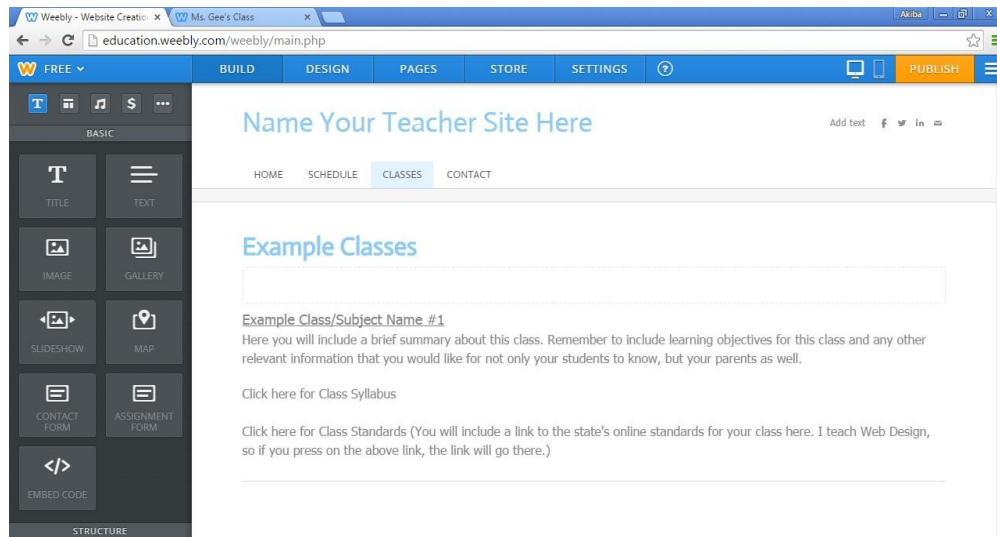 Weebly - Website Creation
Ms. Gee's Class
Akiba
education.weebly.com/weebly/main.php
FREE
BUILD
DESIGN
PAGES
STORE
SETTINGS
?
PUBLISH
T
$
BASIC
T
TITLE
TEXT
IMAGE
GALLERY
SLIDESHOW
MAP
CONTACT
FORM
ASSIGNMENT
FORM
</>
EMBED CODE
STRUCTURE
Name Your Teacher Site Here
Add text
f
in
HOME
SCHEDULE
CLASSES
CONTACT
Example Classes
Example Class/Subject Name #1
Here you will include a brief summary about this class. Remember to include learning objectives for this class and any other
relevant information that you would like for not only your students to know, but your parents as well.
Click here for Class Syllabus
Click here for Class Standards (You will include a link to the state's online standards for your class here. I teach Web Design,
so if you press on the above link, the link will go there.)